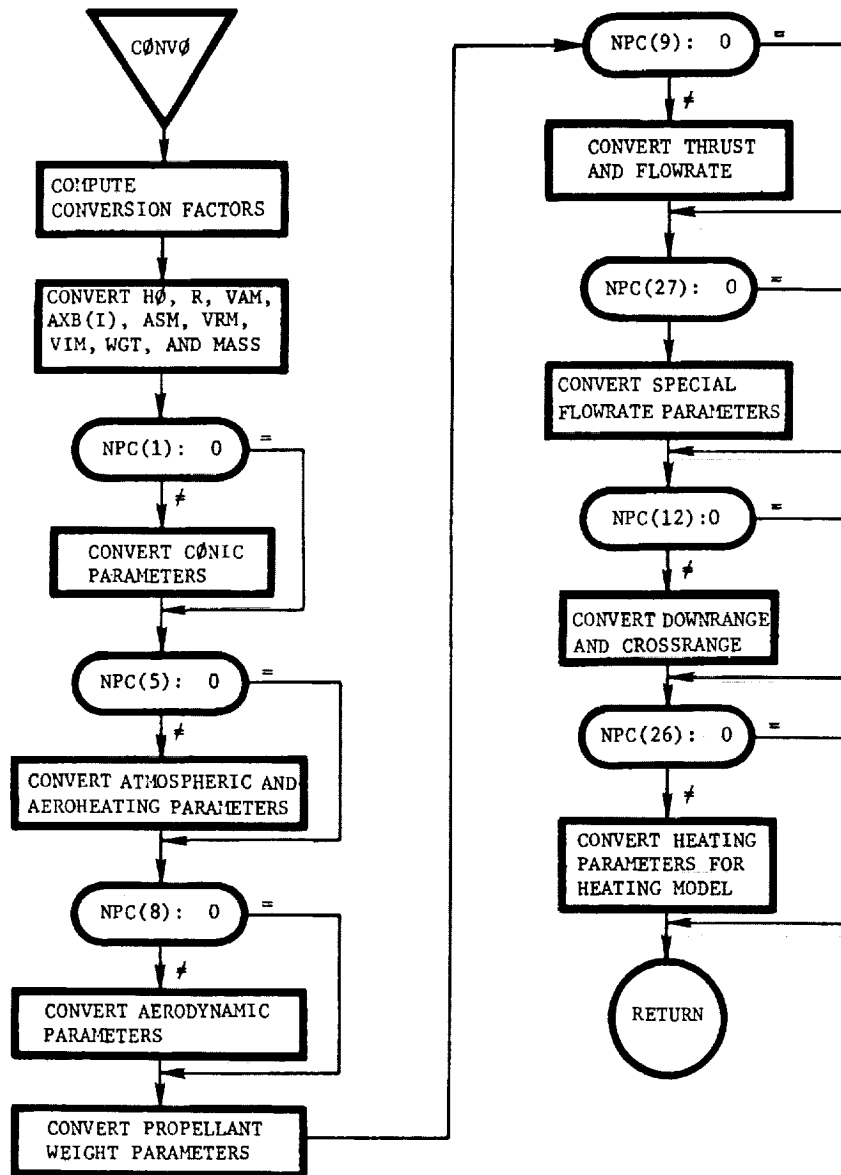 CØNVØ
COMPUTE
CONVERSION FACTORS
CONVERT HØ, R, VAM,
AXB(I), ASM, VRM,
VIM, WGT, AND MASS
NPC(1): 0 =
≠
CONVERT CØNIC
PARAMETERS
NPC(5): 0 =
≠
CONVERT ATMOSPHERIC AND
AEROHEATING PARAMETERS
NPC(8): 0 =
≠
CONVERT AERODYNAMIC
PARAMETERS
CONVERT PROPELLANT
WEIGHT PARAMETERS
NPC(9): 0 =
≠
CONVERT THRUST
AND FLOWRATE
NPC(27): 0 =
≠
CONVERT SPECIAL
FLOWRATE PARAMETERS
NPC(12):0 =
≠
CONVERT DOWNRANGE
AND CROSSRANGE
NPC(26): 0 =
≠
CONVERT HEATING
PARAMETERS FOR
HEATING MODEL
RETURN